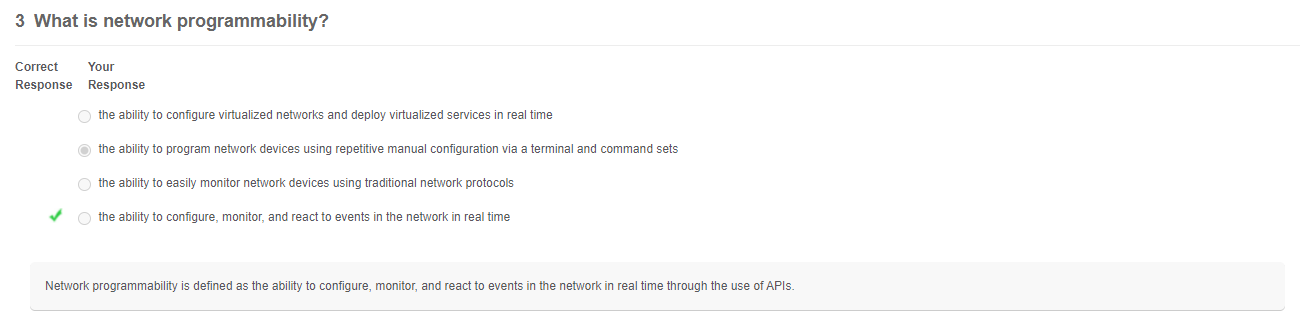 3 What is network programmability?
Correct Response
Your Response
the ability to configure virtualized networks and deploy virtualized services in real time
the ability to program network devices using repetitive manual configuration via a terminal and command sets
the ability to easily monitor network devices using traditional network protocols
the ability to configure, monitor, and react to events in the network in real time
Network programmability is defined as the ability to configure, monitor, and react to events in the network in real time through the use of APIs.